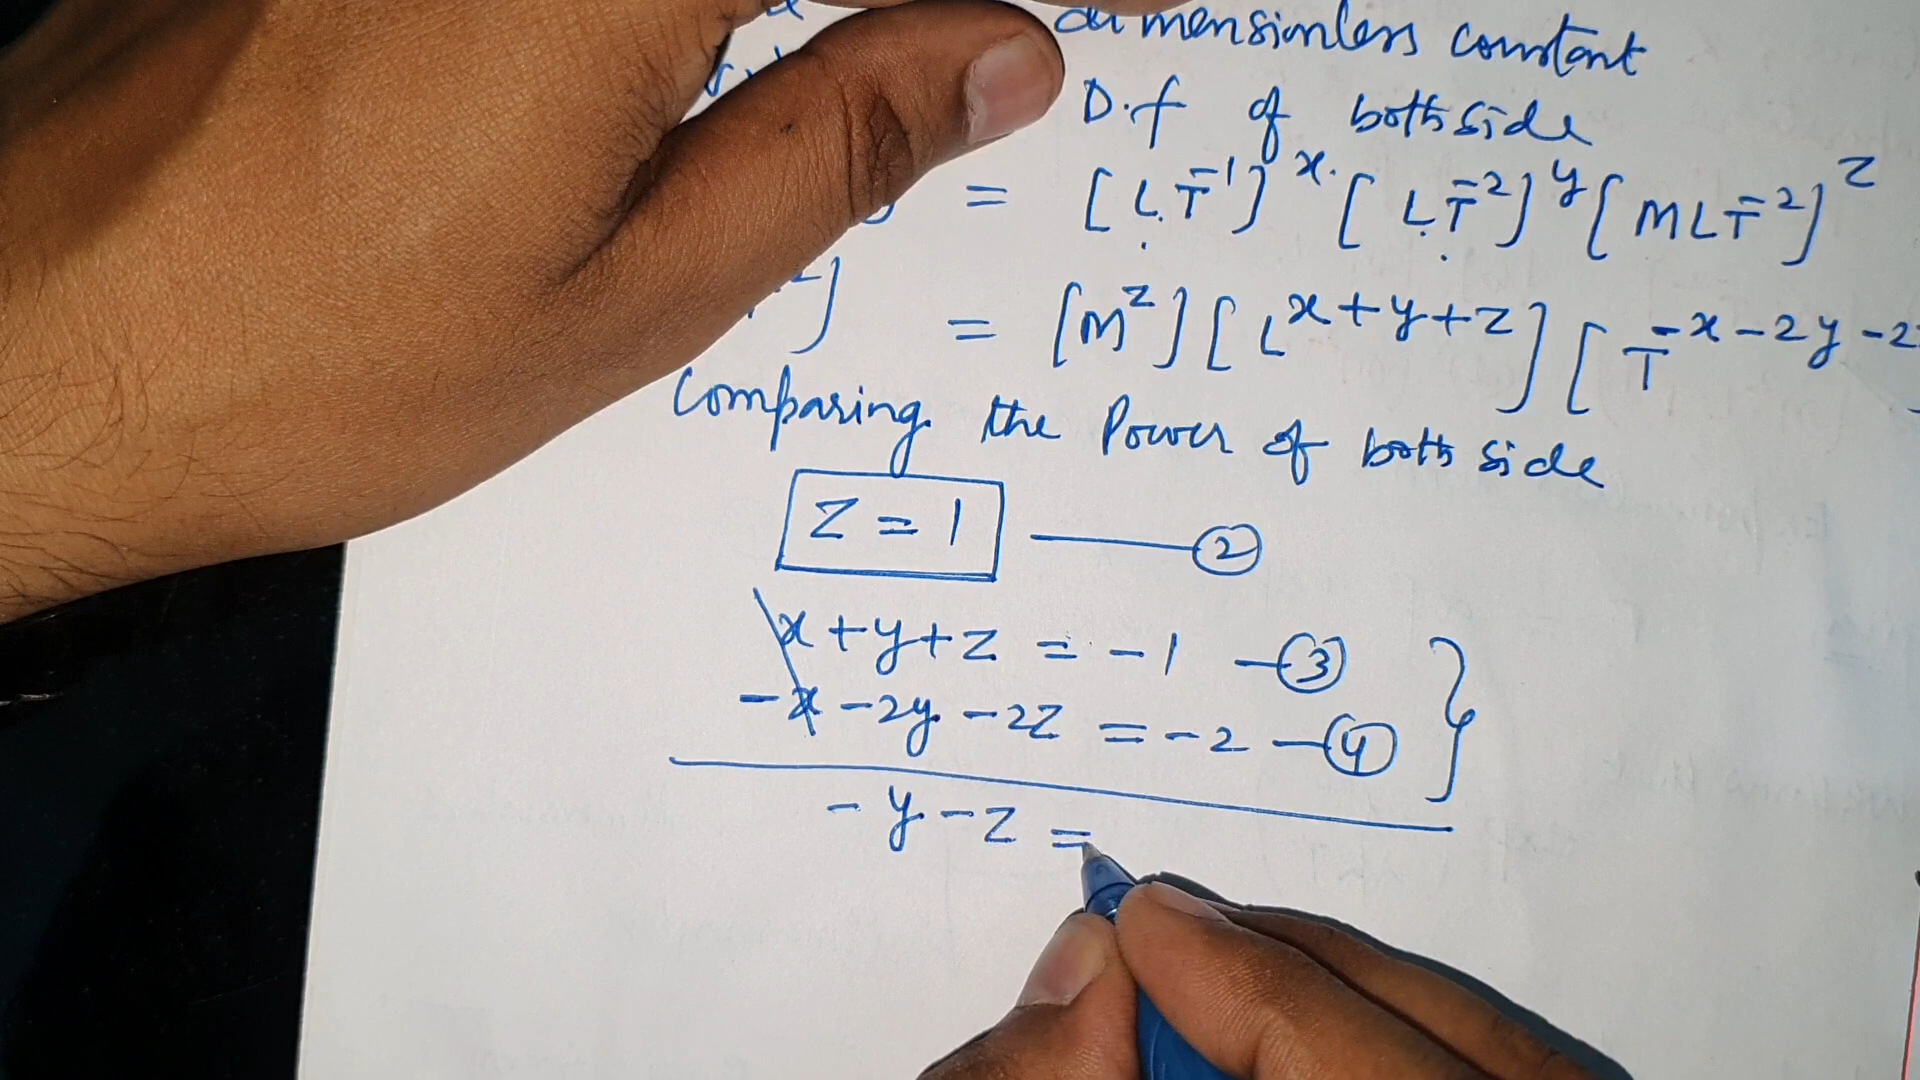 dimensionless constant
D.f of both side
= [LT⁻¹]ˣ. [LT⁻²]ʸ [MLT⁻²]ᶻ
] = [Mᶻ] [Lˣ⁺ʸ⁺ᶻ] [T⁻ˣ⁻²ʸ⁻²
Comparing the Power of both side
Z = 1 — 2
x + y + z = -1 — 3
- x - 2y - 2z = -2 — 4
- y - z =